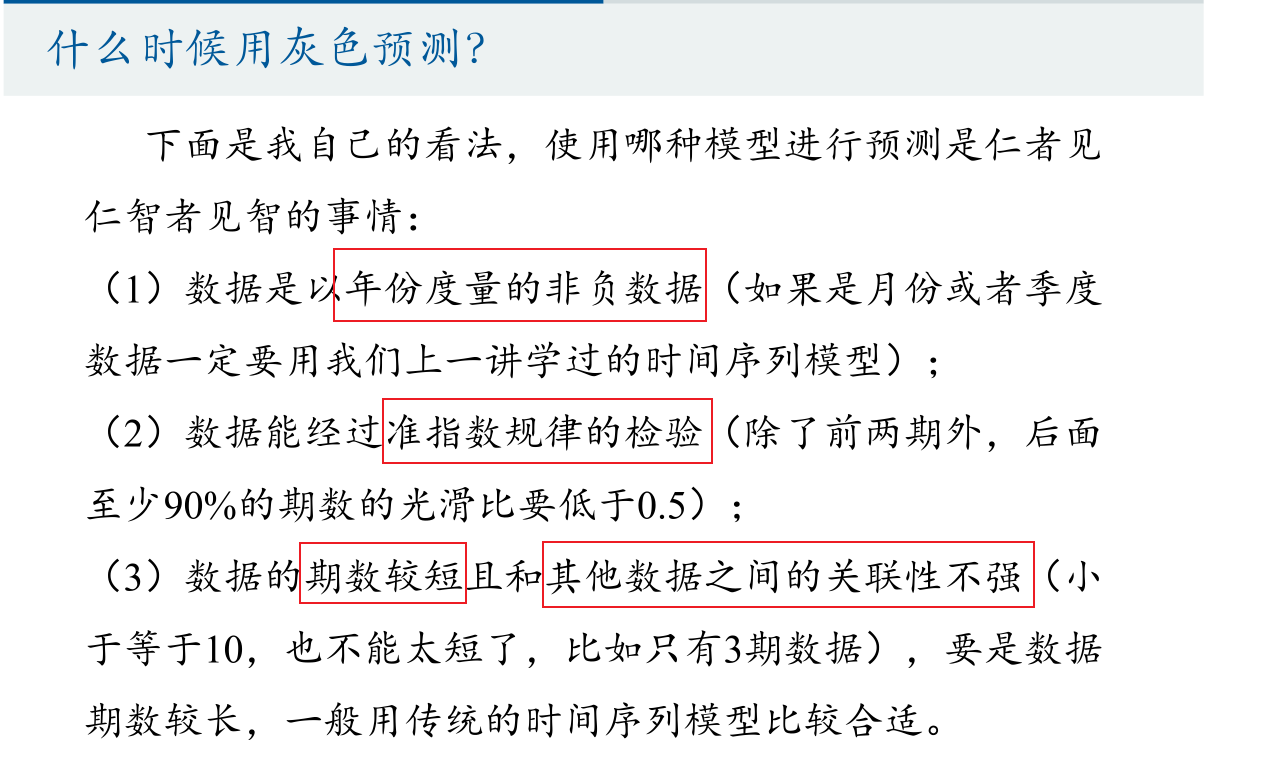 什么时候用灰色预测?
下面是我自己的看法，使用哪种模型进行预测是仁者见
仁智者见智的事情：
（1）数据是以年份度量的非负数据（如果是月份或者季度
数据一定要用我们上一讲学过的时间序列模型）；
（2）数据能经过准指数规律的检验（除了前两期外，后面
至少90%的期数的光滑比要低于0.5）；
（3）数据的期数较短且和其他数据之间的关联性不强（小
于等于10，也不能太短了，比如只有3期数据），要是数据
期数较长，一般用传统的时间序列模型比较合适。